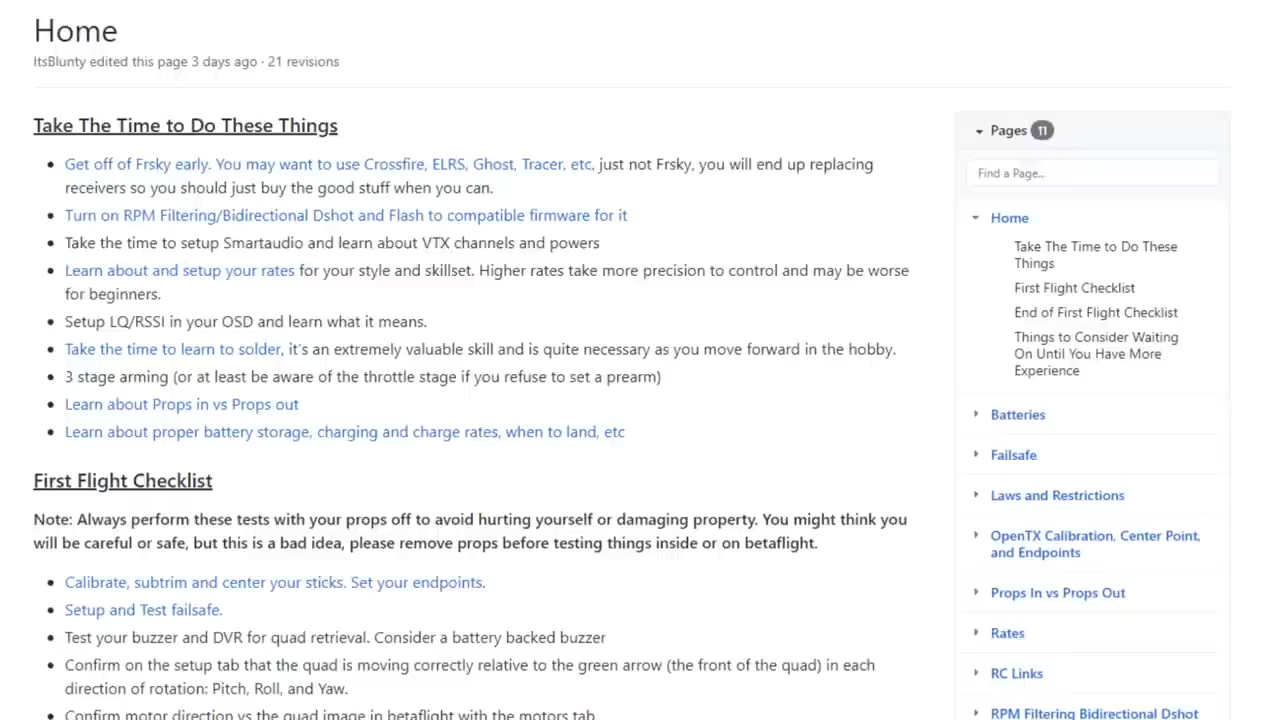 Home
ItsBlunty edited this page 3 days ago · 21 revisions
Take The Time to Do These Things
Get off of Frsky early. You may want to use Crossfire, ELRS, Ghost, Tracer, etc. just not Frsky, you will end up replacing
receivers so you should just buy the good stuff when you can.
Turn on RPM Filtering/Bidirectional Dshot and Flash to compatible firmware for it
Take the time to setup Smartaudio and learn about VTX channels and powers
Learn about and setup your rates for your style and skillset. Higher rates take more precision to control and may be worse
for beginners.
Setup LQ/RSSI in your OSD and learn what it means.
Take the time to learn to solder, it's an extremely valuable skill and is quite necessary as you move forward in the hobby.
3 stage arming (or at least be aware of the throttle stage if you refuse to set a prearm)
Learn about Props in vs Props out
Learn about proper battery storage, charging and charge rates, when to land, etc
First Flight Checklist
Note: Always perform these tests with your props off to avoid hurting yourself or damaging property. You might think you
will be careful or safe, but this is a bad idea, please remove props before testing things inside or on betaflight.
Calibrate, subtrim and center your sticks. Set your endpoints.
Setup and Test failsafe.
Test your buzzer and DVR for quad retrieval. Consider a battery backed buzzer
Confirm on the setup tab that the quad is moving correctly relative to the green arrow (the front of the quad) in each
direction of rotation: Pitch, Roll, and Yaw.
Confirm motor direction vs the quad image in betaflight with the motors tab
Pages 11
Find a Page...
Home
Take The Time to Do These
Things
First Flight Checklist
End of First Flight Checklist
Things to Consider Waiting
On Until You Have More
Experience
Batteries
Failsafe
Laws and Restrictions
OpenTX Calibration, Center Point,
and Endpoints
Props In vs Props Out
Rates
RC Links
RPM Filtering Bidirectional Dshot